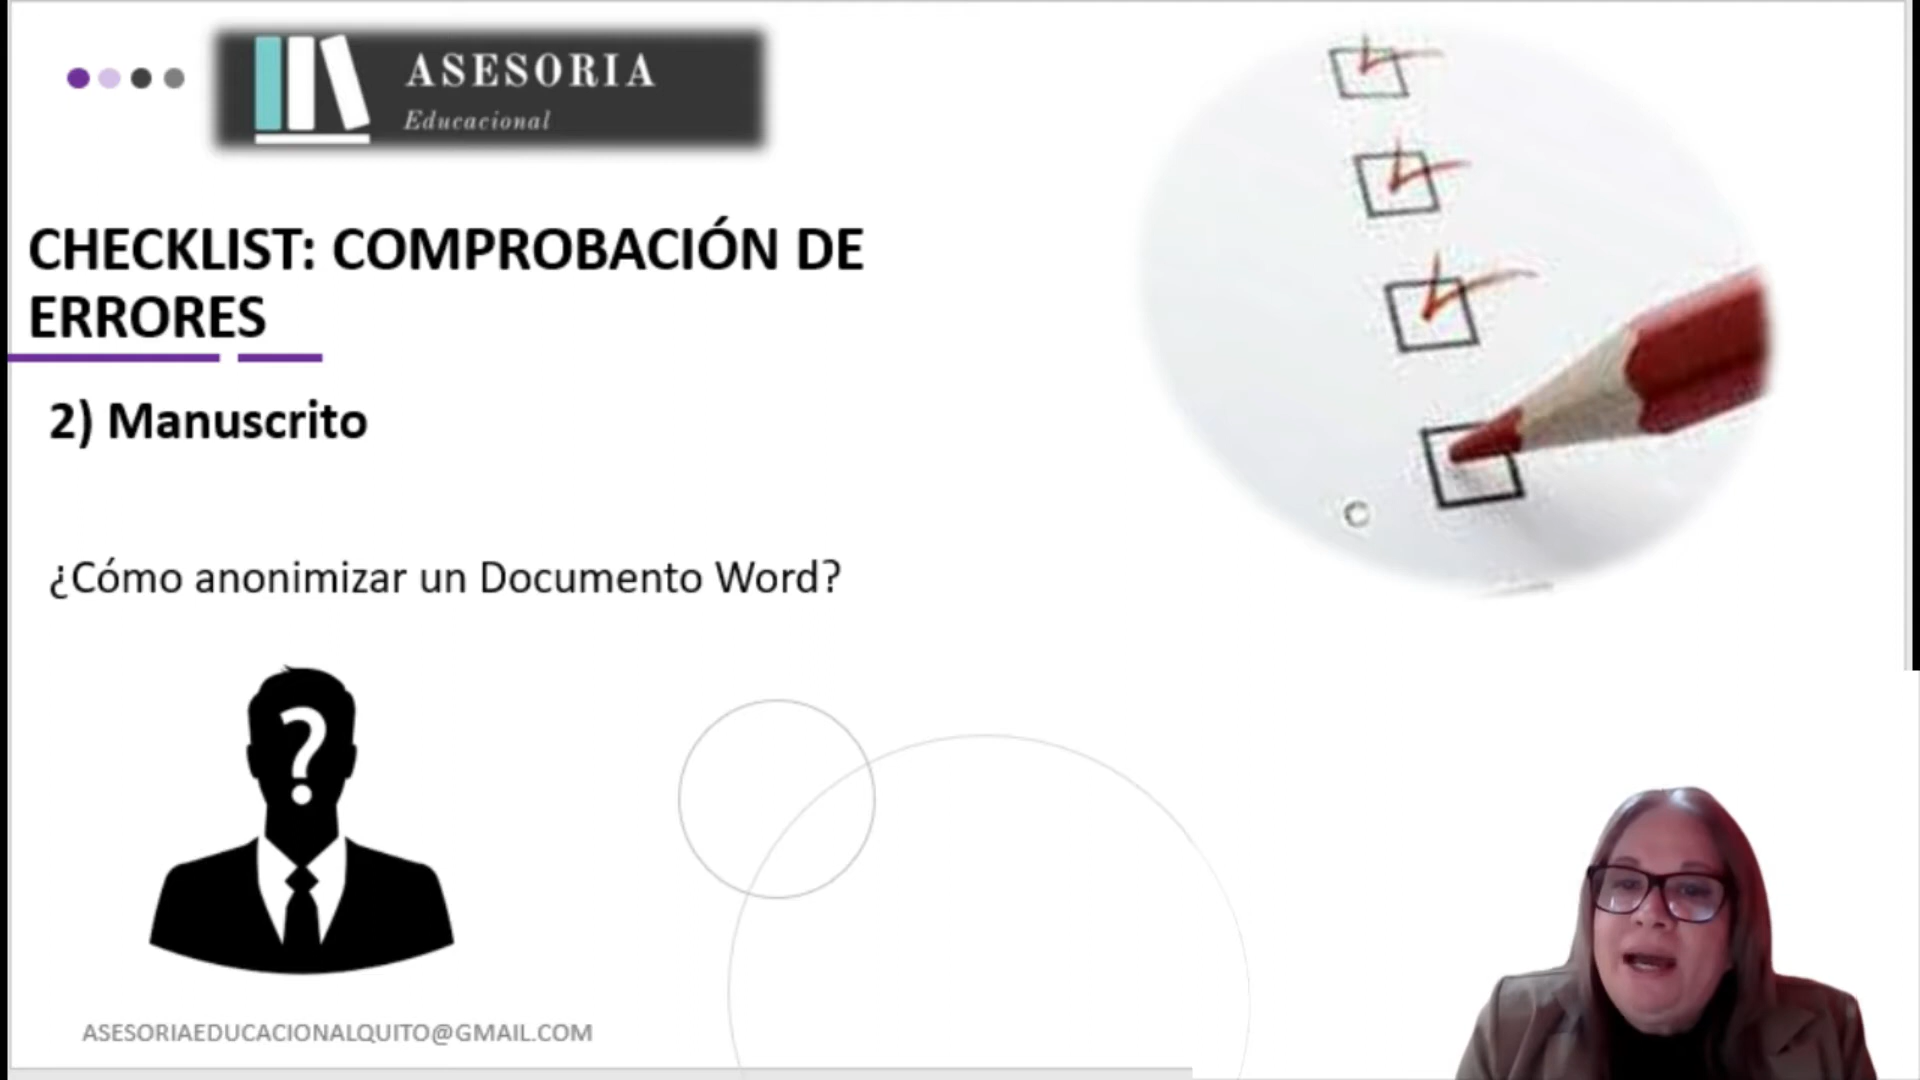 ASESORIA
Educacional
CHECKLIST: COMPROBACIÓN DE
ERRORES
2) Manuscrito
¿Cómo anonimizar un Documento Word?
?
ASESORIAEDUCACIONALQUITO@GMAIL.COM